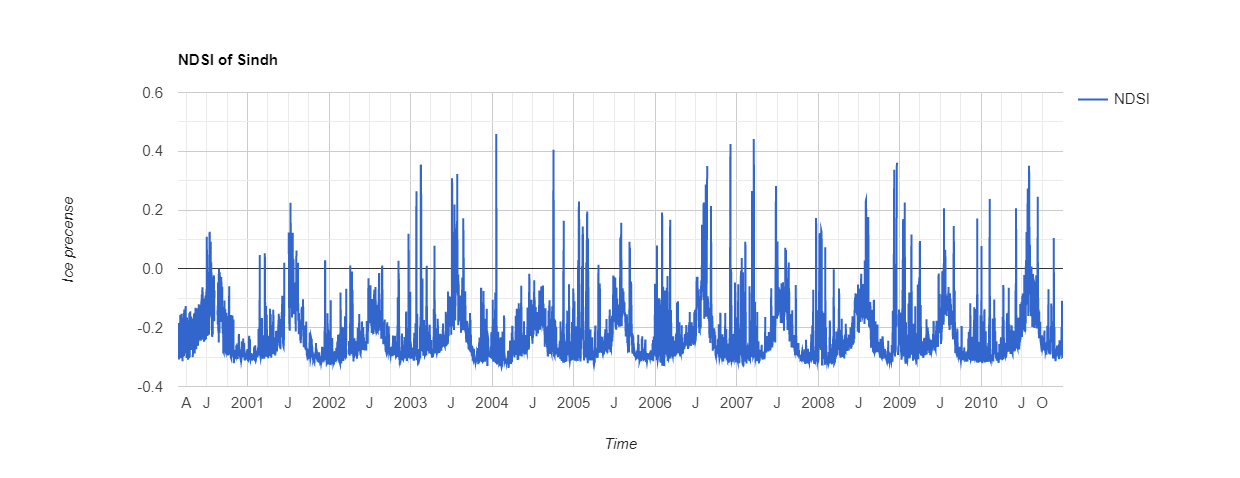 NDSI of Sindh
0.6
NDSI
0.4
0.2
Ice precense
0.0
-0.2
-0.4
A J 2001 J 2002 J 2003 J 2004 J 2005 J 2006 J 2007 J 2008 J 2009 J 2010 J O
Time